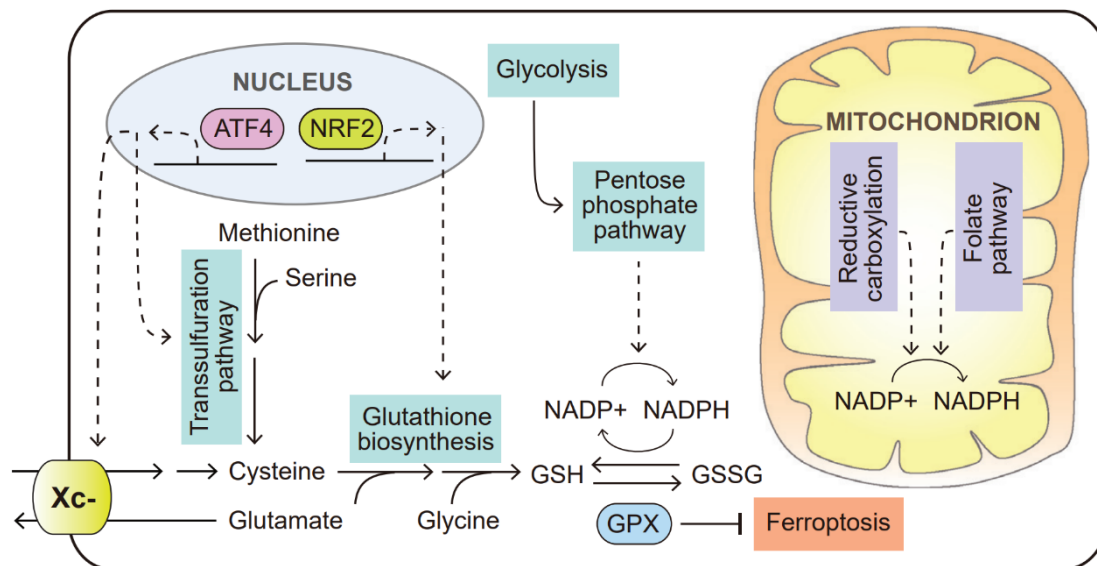 NUCLEUS
ATF4
NRF2
Glycolysis
MITOCHONDRION
Pentose
phosphate
pathway
Reductive
carboxylation
Folate
pathway
Methionine
Serine
Transsulfuration
pathway
Glutathione
biosynthesis
NADP+ NADPH
NADP+ NADPH
Xc-
Cysteine
GSH
GSSG
Glutamate
Glycine
GPX
Ferroptosis